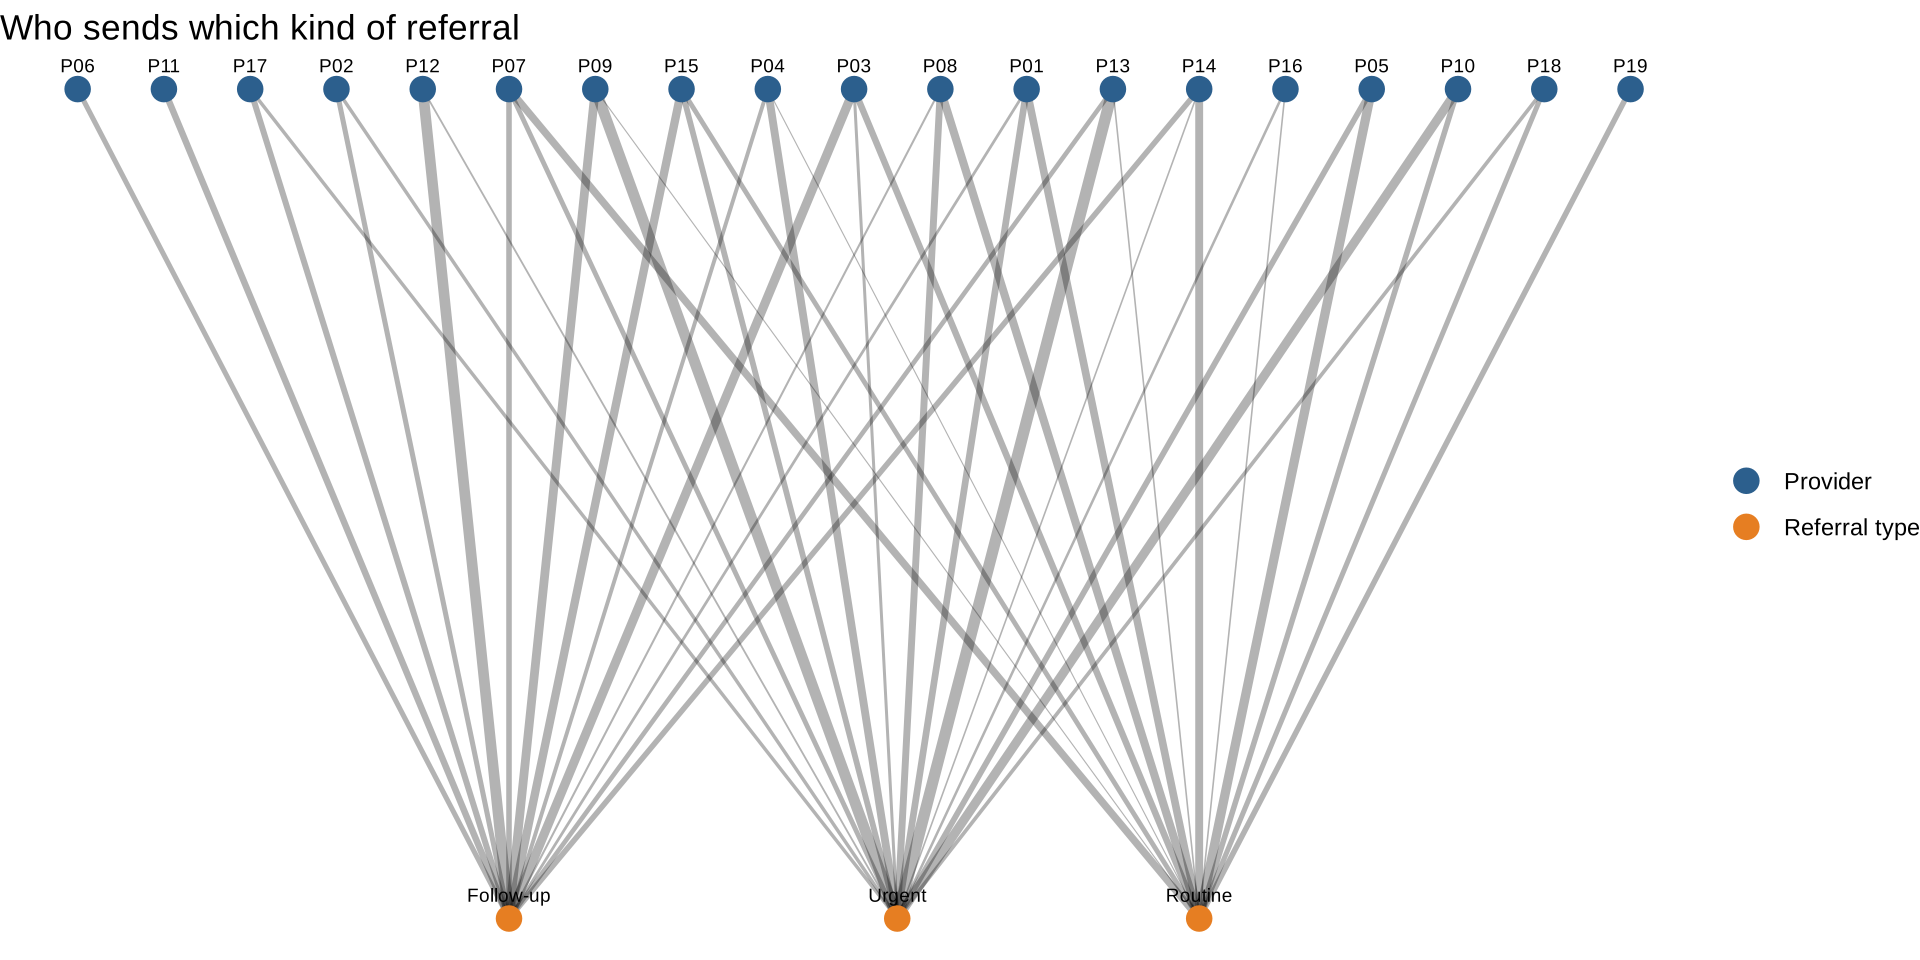 Who sends which kind of referral
P06 P11 P17 P02 P12 P07 P09 P15 P04 P03 P08 P01 P13 P14 P16 P05 P10 P18 P19
Provider
Referral type
Follow-up Urgent Routine